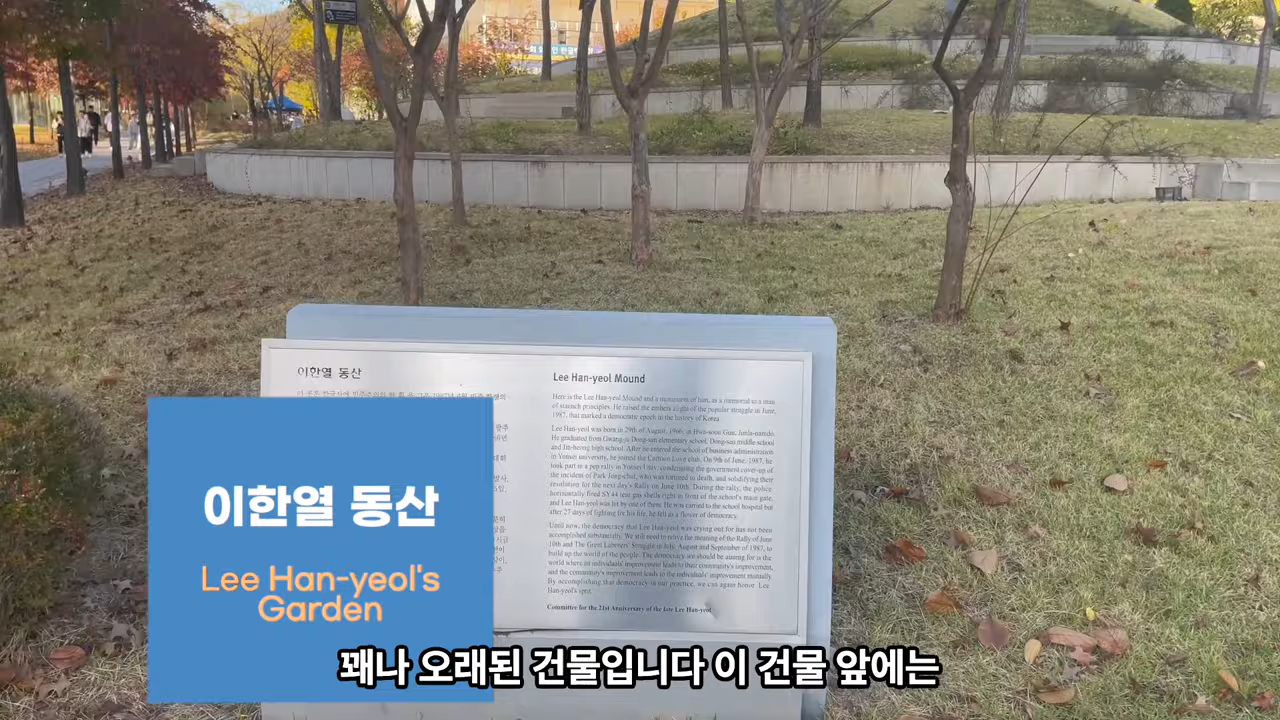 이한열 동산
Lee Han-yeol Mound
Here is the Lee Han-yeol Mound and a monument of him, as a memorial to a man
of staunch principles. He raised the embers alight of the popular struggle in June,
1987, that marked a democratic epoch in the history of Korea.
Lee Han-yeol was born in 29th of August, 1966, in Hwa-soon Gun, Junla-namdo.
He graduated from Gwang-ju Dong-san elementary school, Dong-san middle school
and Jin-heung high school. After he entered the school of business administration
in Yonsei university, he joined the Cartoon Love club. On 9th of June, 1987, he
took part in a pep rally in Yonsei Univ. condemning the government cover-up of
the incident of Park Jong-chul, who was tortured to death, and solidifying their
resolution for the next day's Rally on June 10th. During the rally, the police
horizontally fired SY44 tear gas shells right in front of the school's main gate,
and Lee Han-yeol was hit by one of them. He was carried to the school hospital but
after 27 days of fighting for his life, he fell as a flower of democracy.
Until now, the democracy that Lee Han-yeol was crying out for has not been
accomplished substantially. We still need to relive the meaning of the Rally of June
10th and The Great Laborers' Struggle in July, August and September of 1987, to
build up the world of the people. The democracy we should be aiming for is the
world where an individuals' improvement leads to their community's improvement,
and the community's improvement leads to the individuals' improvement mutually.
By accomplishing that democracy in our practice, we can again honor Lee
Han-yeol's spirit.
Committee for the 21st Anniversary of the late Lee Han-yeol
이한열 동산
Lee Han-yeol's
Garden
꽤나 오래된 건물입니다 이 건물 앞에는